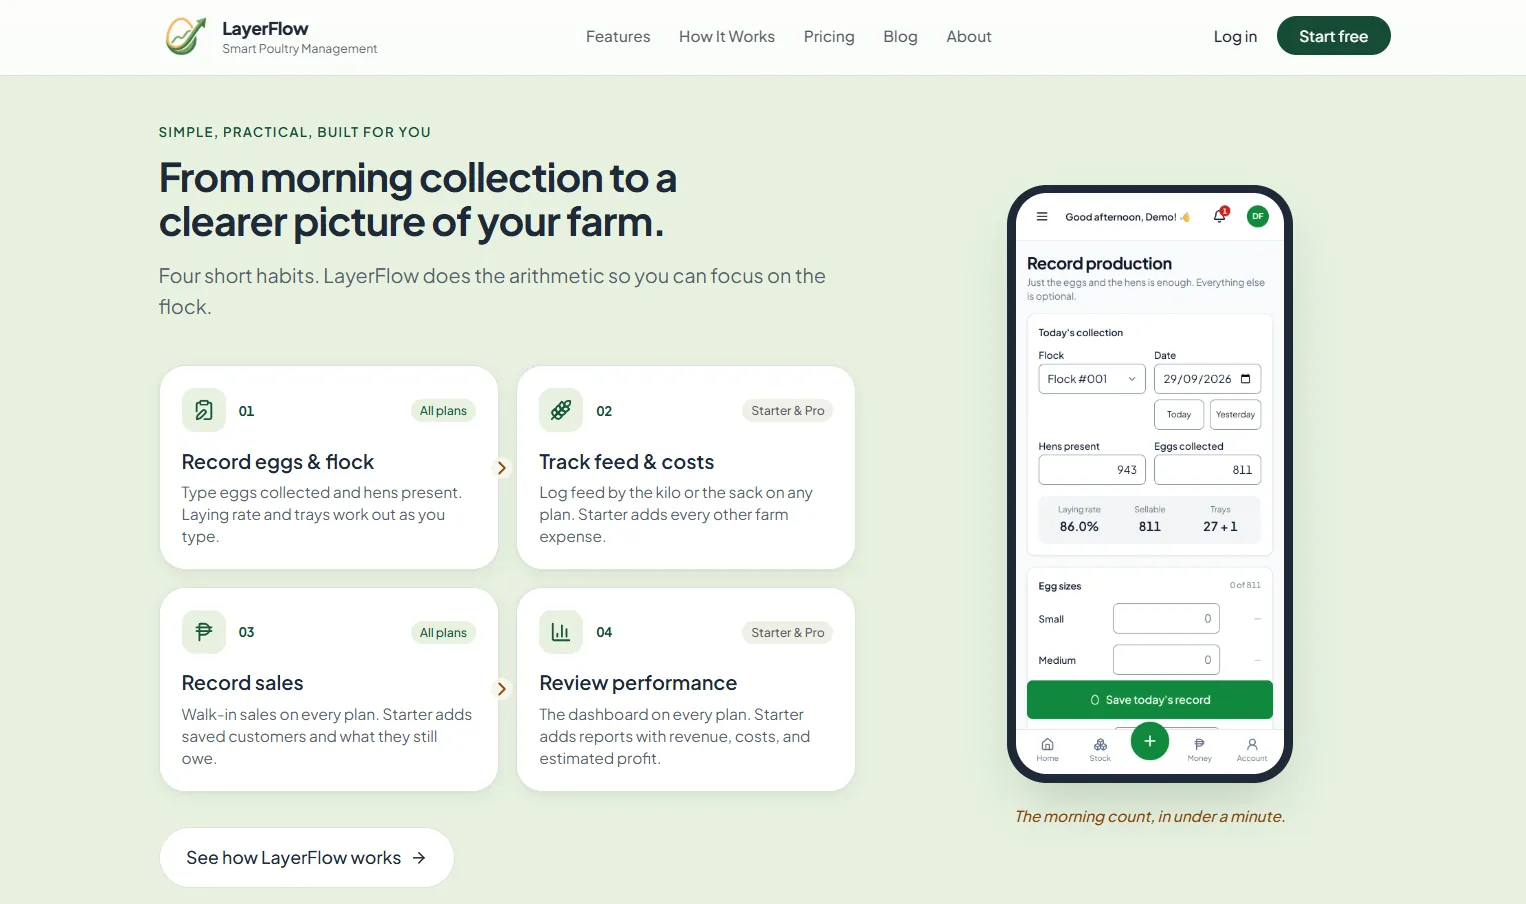 LayerFlow
Smart Poultry Management
Features
How It Works
Pricing
Blog
About
Log in
Start free
SIMPLE, PRACTICAL, BUILT FOR YOU
From morning collection to a
clearer picture of your farm.
Four short habits. LayerFlow does the arithmetic so you can focus on the
flock.
01
All plans
Record eggs & flock
Type eggs collected and hens present.
Laying rate and trays work out as you
type.
02
Starter & Pro
Track feed & costs
Log feed by the kilo or the sack on any
plan. Starter adds every other farm
expense.
03
All plans
Record sales
Walk-in sales on every plan. Starter adds
saved customers and what they still
owe.
04
Starter & Pro
Review performance
The dashboard on every plan. Starter
adds reports with revenue, costs, and
estimated profit.
See how LayerFlow works →
Good afternoon, Demo!
1
DF
Record production
Just the eggs and the hens is enough. Everything else
is optional.
Today's collection
Flock
Date
Flock #001
29/09/2026
Today
Yesterday
Hens present
Eggs collected
943
811
Laying rate
Sellable
Trays
86.0%
811
27 + 1
Egg sizes
0 of 811
Small
0
–
Medium
0
–
Save today's record
+
Home
Stock
Money
Account
The morning count, in under a minute.